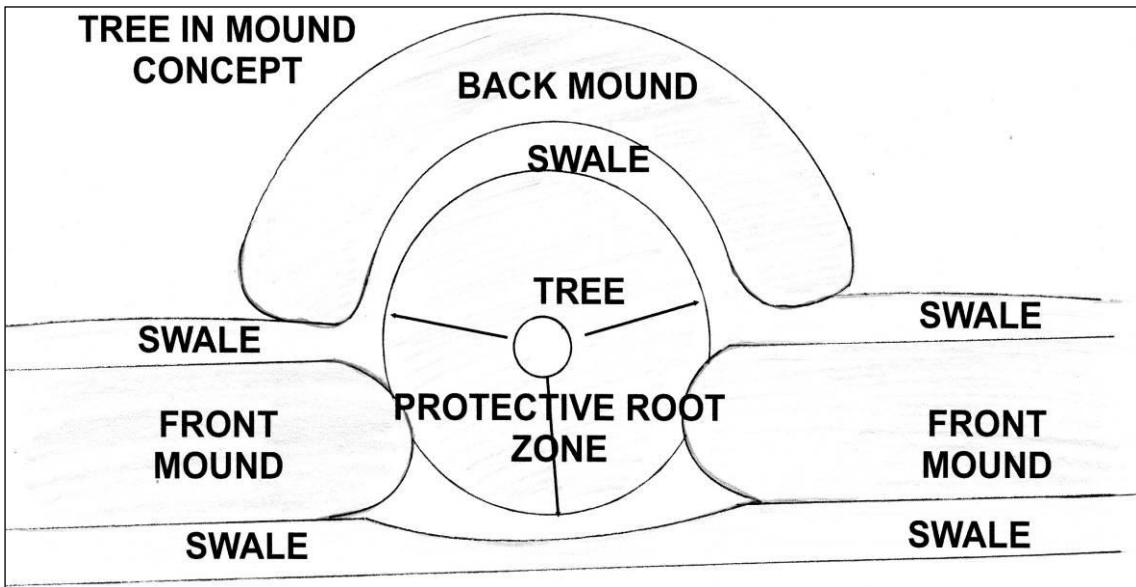 TREE IN MOUND
CONCEPT
BACK MOUND
SWALE
TREE
SWALE
SWALE
PROTECTIVE ROOT
ZONE
FRONT
MOUND
FRONT
MOUND
SWALE
SWALE